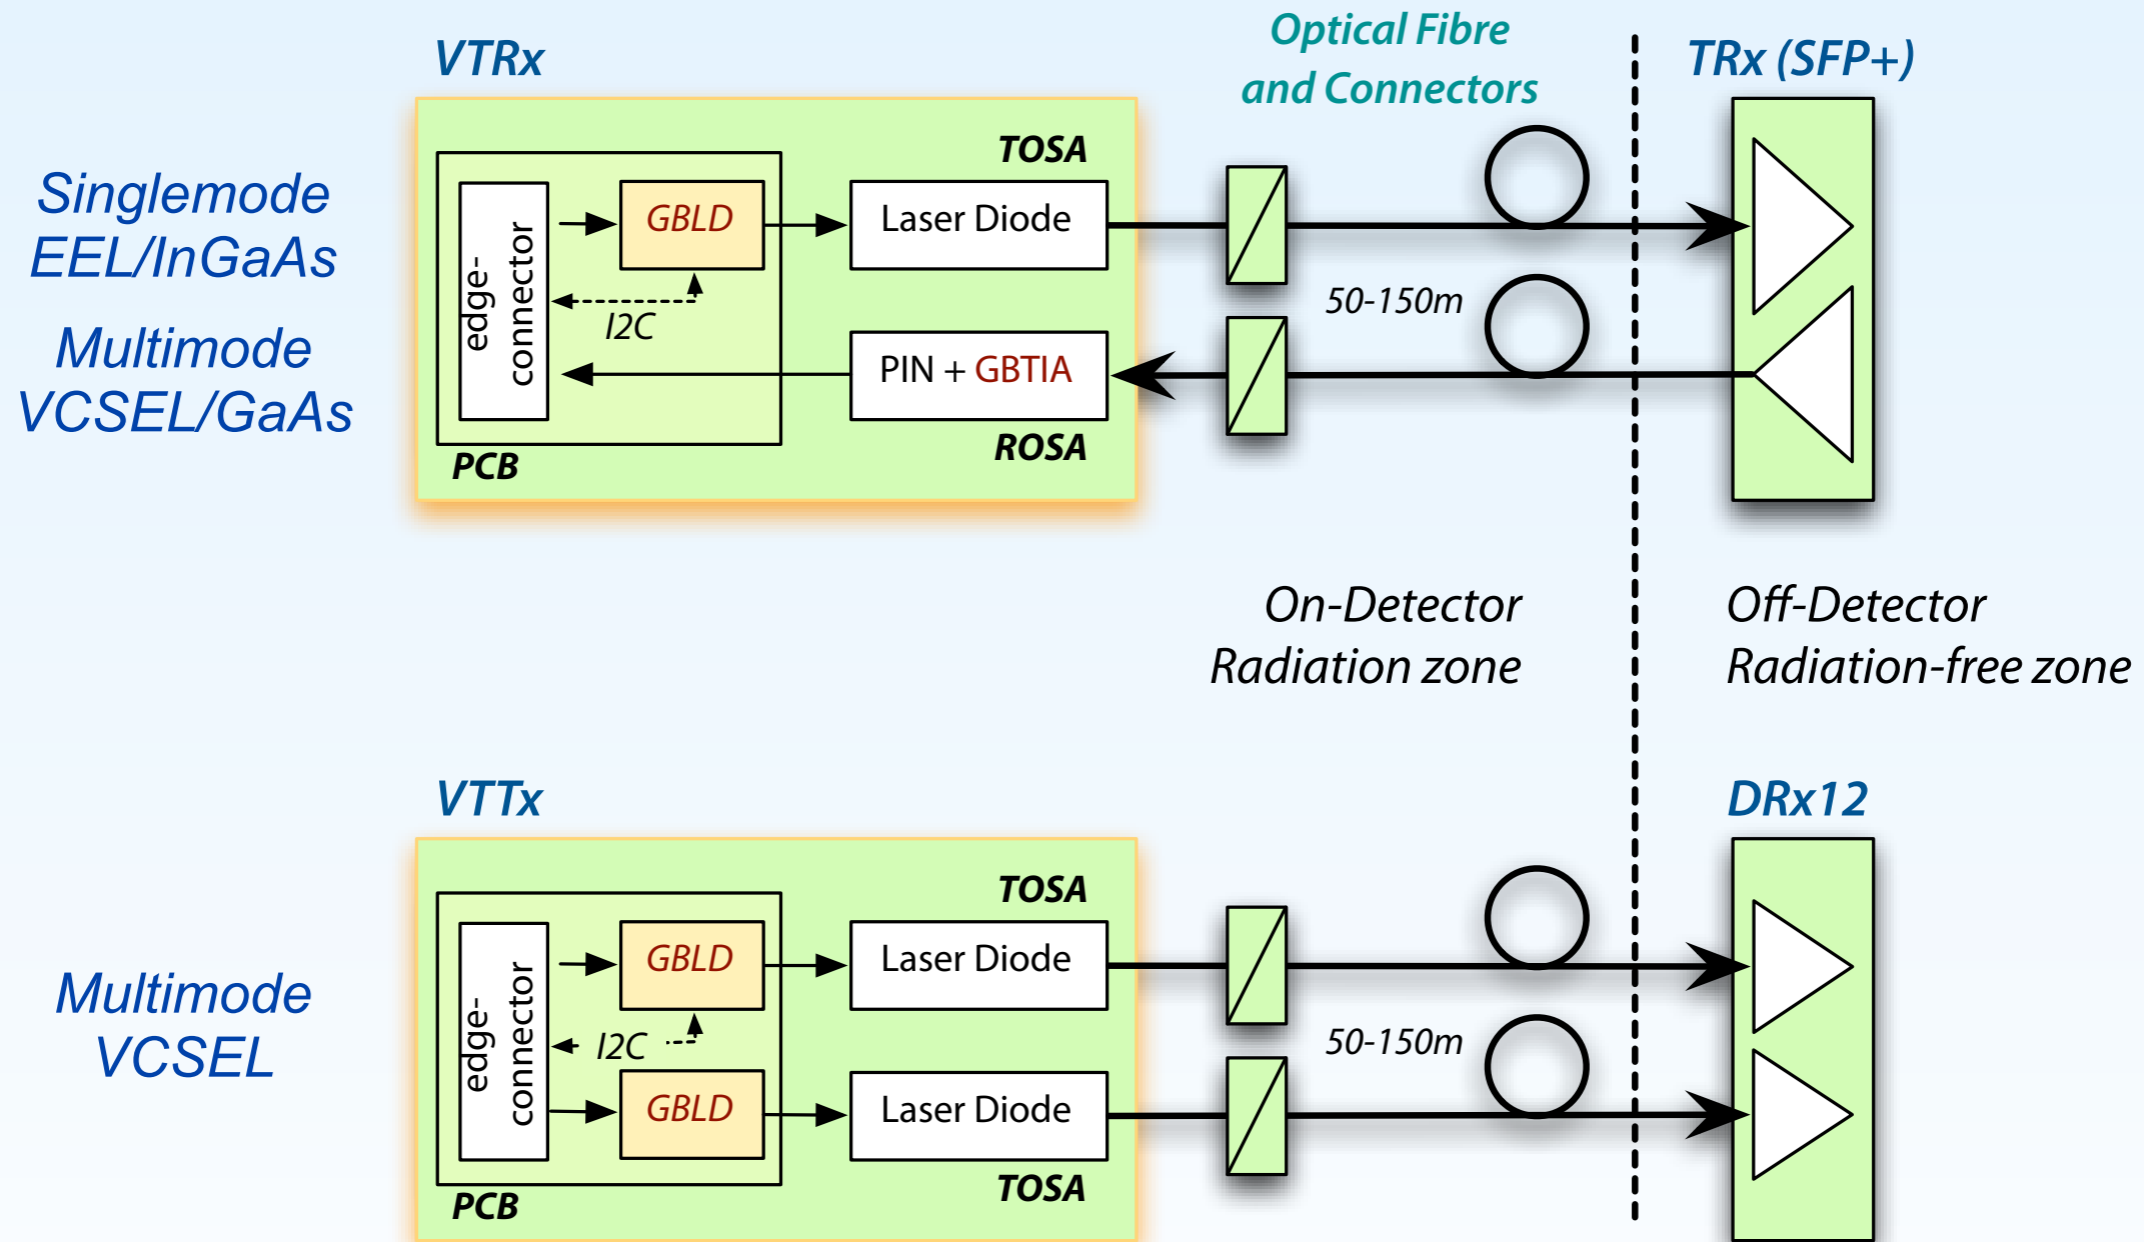 VTRx
Optical Fibre
and Connectors
TRx (SFP+)
Singlemode
EEL/InGaAs
Multimode
VCSEL/GaAs
TOSA
edge-
connector
GBLD
Laser Diode
I2C
50-150m
PIN + GBTIA
ROSA
PCB
On-Detector
Radiation zone
Off-Detector
Radiation-free zone
VTTx
DRx12
Multimode
VCSEL
TOSA
edge-
connector
GBLD
Laser Diode
I2C
50-150m
GBLD
Laser Diode
TOSA
PCB